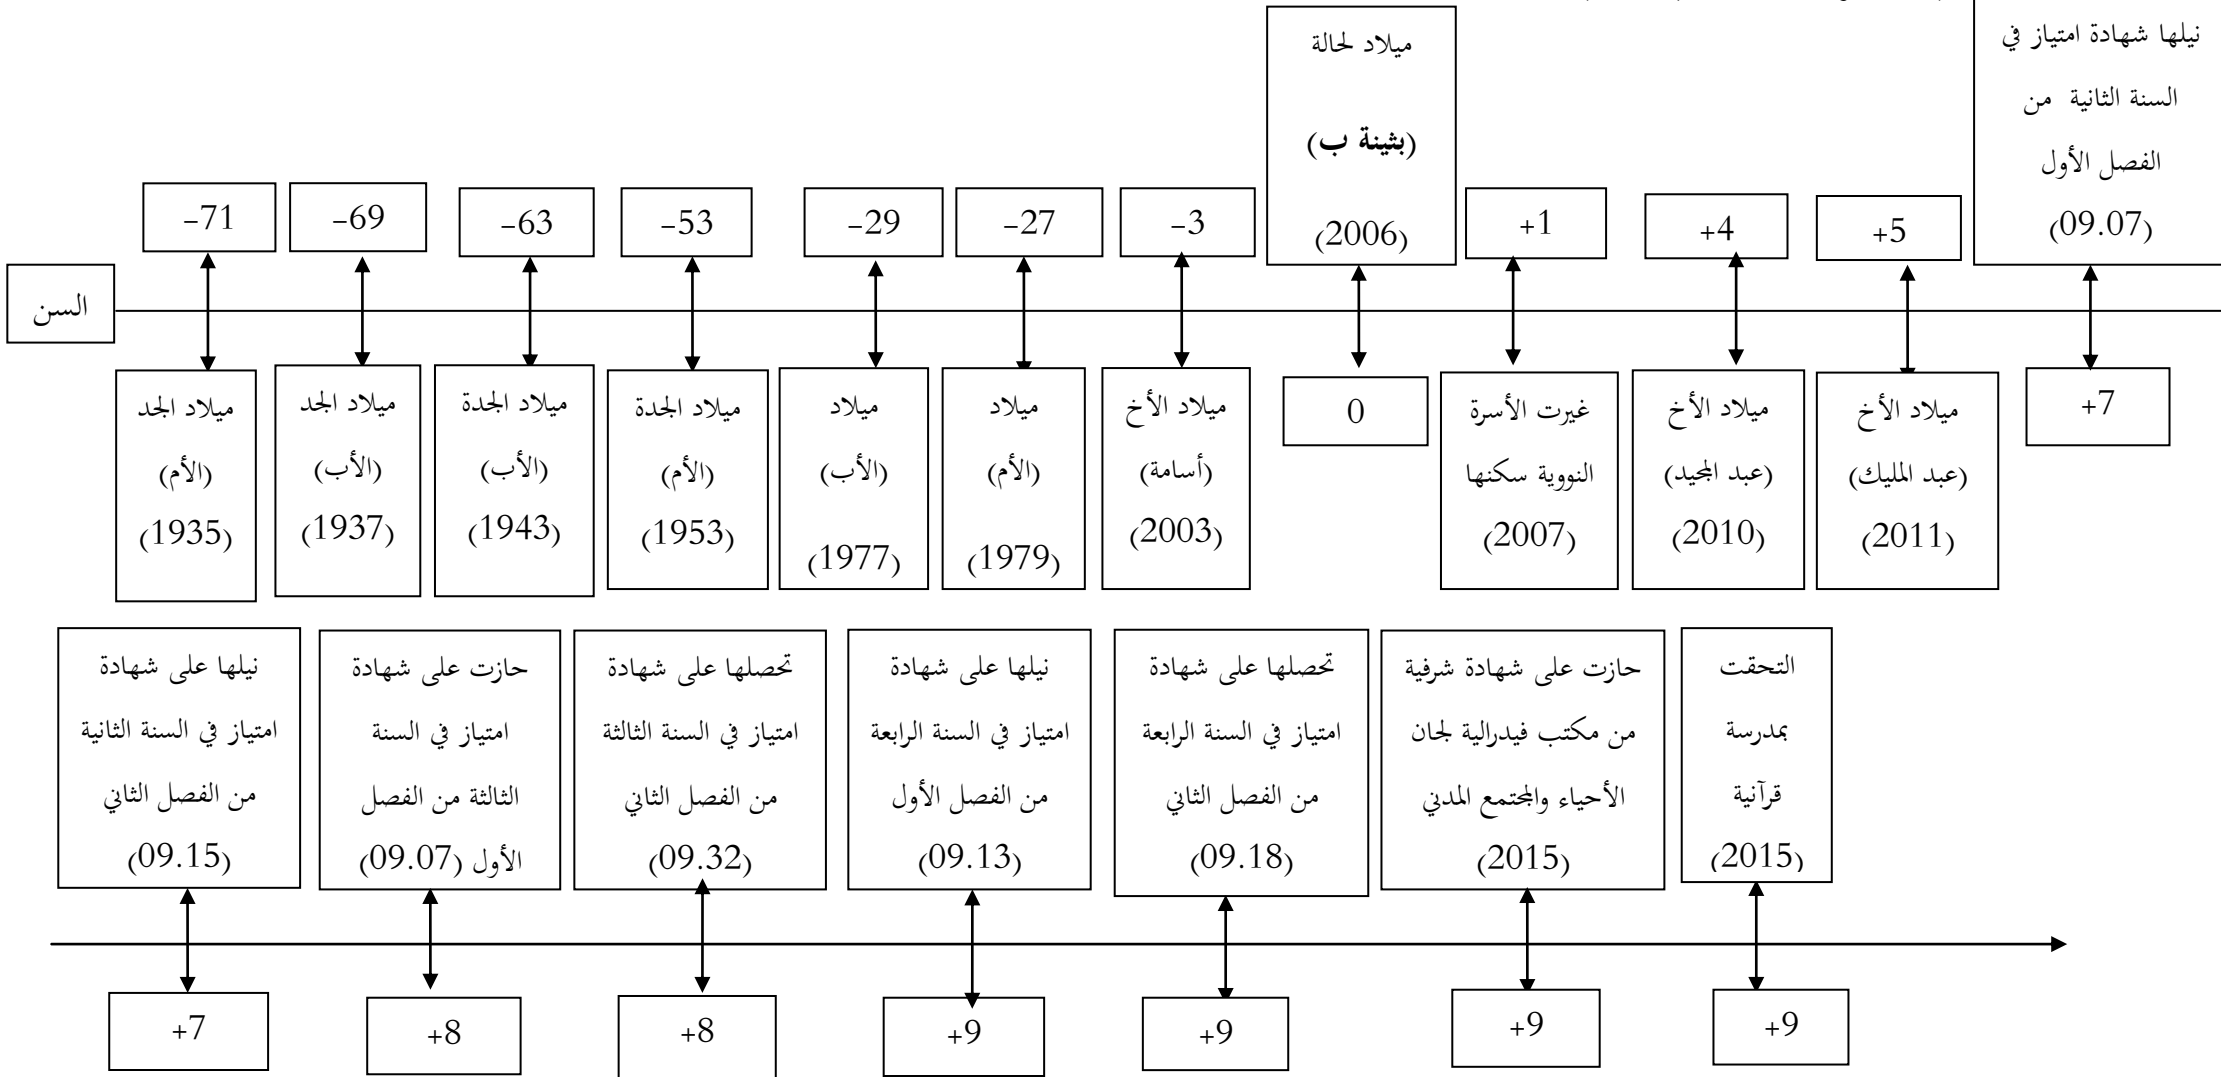 نيلها شهادة امتياز في
السنة الثانية من
الفصل الأول
(09.07)
ميلاد لحالة
(بثينة ب)
(2006)
-71
-69
-63
-53
-29
-27
-3
+1
+4
+5
السن
ميلاد الجد
(الأم)
(1935)
ميلاد الجد
(الأب)
(1937)
ميلاد الجدة
(الأب)
(1943)
ميلاد الجدة
(الأم)
(1953)
ميلاد
(الأب)
(1977)
ميلاد
(الأم)
(1979)
ميلاد الأخ
(أسامة)
(2003)
0
غيرت الأسرة
النووية سكنها
(2007)
ميلاد الأخ
(عبد المجيد)
(2010)
ميلاد الأخ
(عبد المليك)
(2011)
+7
نيلها على شهادة
امتياز في السنة الثانية
من الفصل الثاني
(09.15)
حازت على شهادة
امتياز في السنة
الثالثة من الفصل
الأول (09.07)
تحصلها على شهادة
امتياز في السنة الثالثة
من الفصل الثاني
(09.32)
نيلها على شهادة
امتياز في السنة الرابعة
من الفصل الأول
(09.13)
تحصلها على شهادة
امتياز في السنة الرابعة
من الفصل الثاني
(09.18)
حازت على شهادة شرفية
من مكتب فيدرالية لجان
الأحياء والمجتمع المدني
(2015)
التحقت
بمدرسة
قرآنية
(2015)
+7
+8
+8
+9
+9
+9
+9